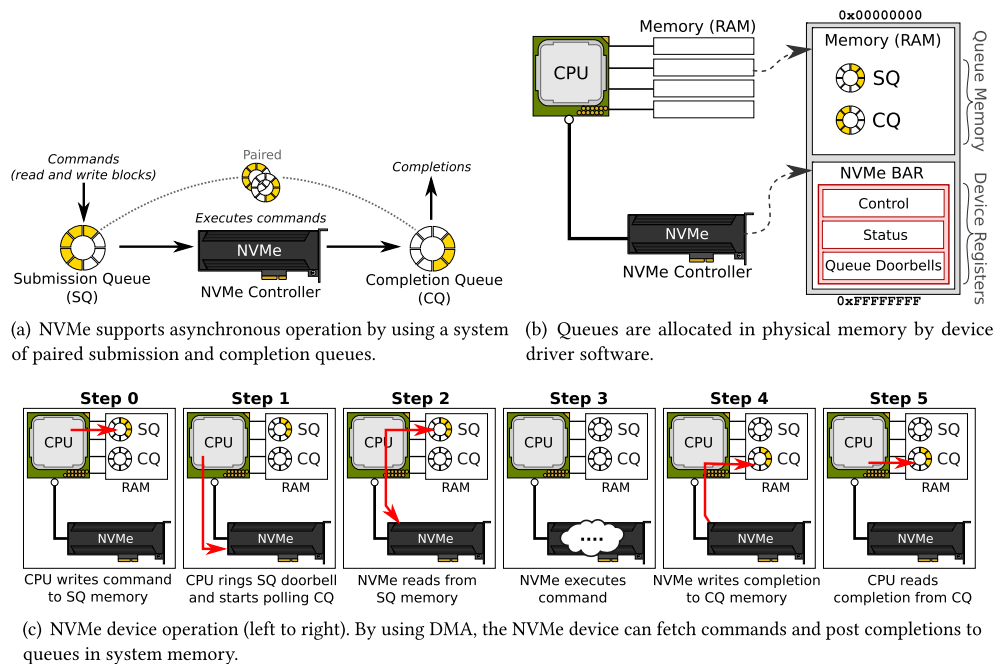 Commands
(read and write blocks)
Paired
Completions
Executes commands
NVMe
Submission Queue
(SQ)
NVMe Controller
Completion Queue
(CQ)
(a) NVMe supports asynchronous operation by using a system
of paired submission and completion queues.
Memory (RAM)
CPU
NVMe
NVMe Controller
0x00000000
Memory (RAM)
SQ
CQ
Queue Memory
NVMe BAR
Control
Status
Queue Doorbells
Device Registers
0xFFFFFFFF
(b) Queues are allocated in physical memory by device
driver software.
Step 0
CPU
SQ
CQ
RAM
NVMe
CPU writes command
to SQ memory
Step 1
CPU
SQ
CQ
RAM
NVMe
CPU rings SQ doorbell
and starts polling CQ
Step 2
CPU
SQ
CQ
RAM
NVMe
NVMe reads from
SQ memory
Step 3
CPU
SQ
CQ
RAM
....
NVMe executes
command
Step 4
CPU
SQ
CQ
RAM
NVMe
NVMe writes completion
to CQ memory
Step 5
CPU
SQ
CQ
RAM
NVMe
CPU reads
completion from CQ
(c) NVMe device operation (left to right). By using DMA, the NVMe device can fetch commands and post completions to
queues in system memory.